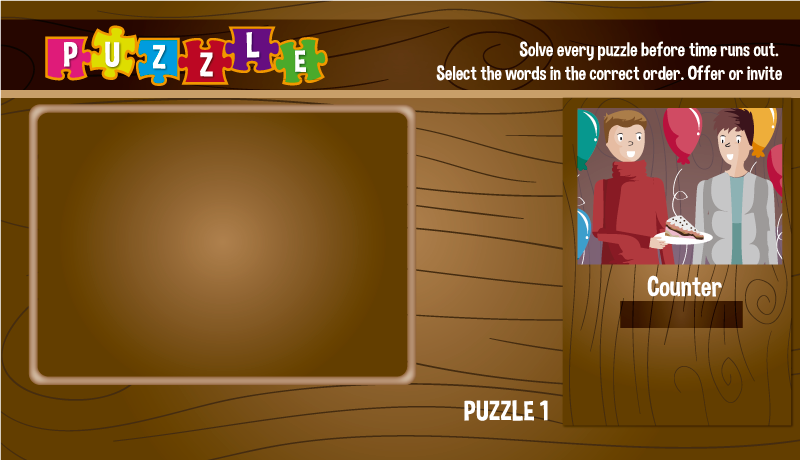 PUZZLE
Solve every puzzle before time runs out.
Select the words in the correct order. Offer or invite
Counter
PUZZLE 1